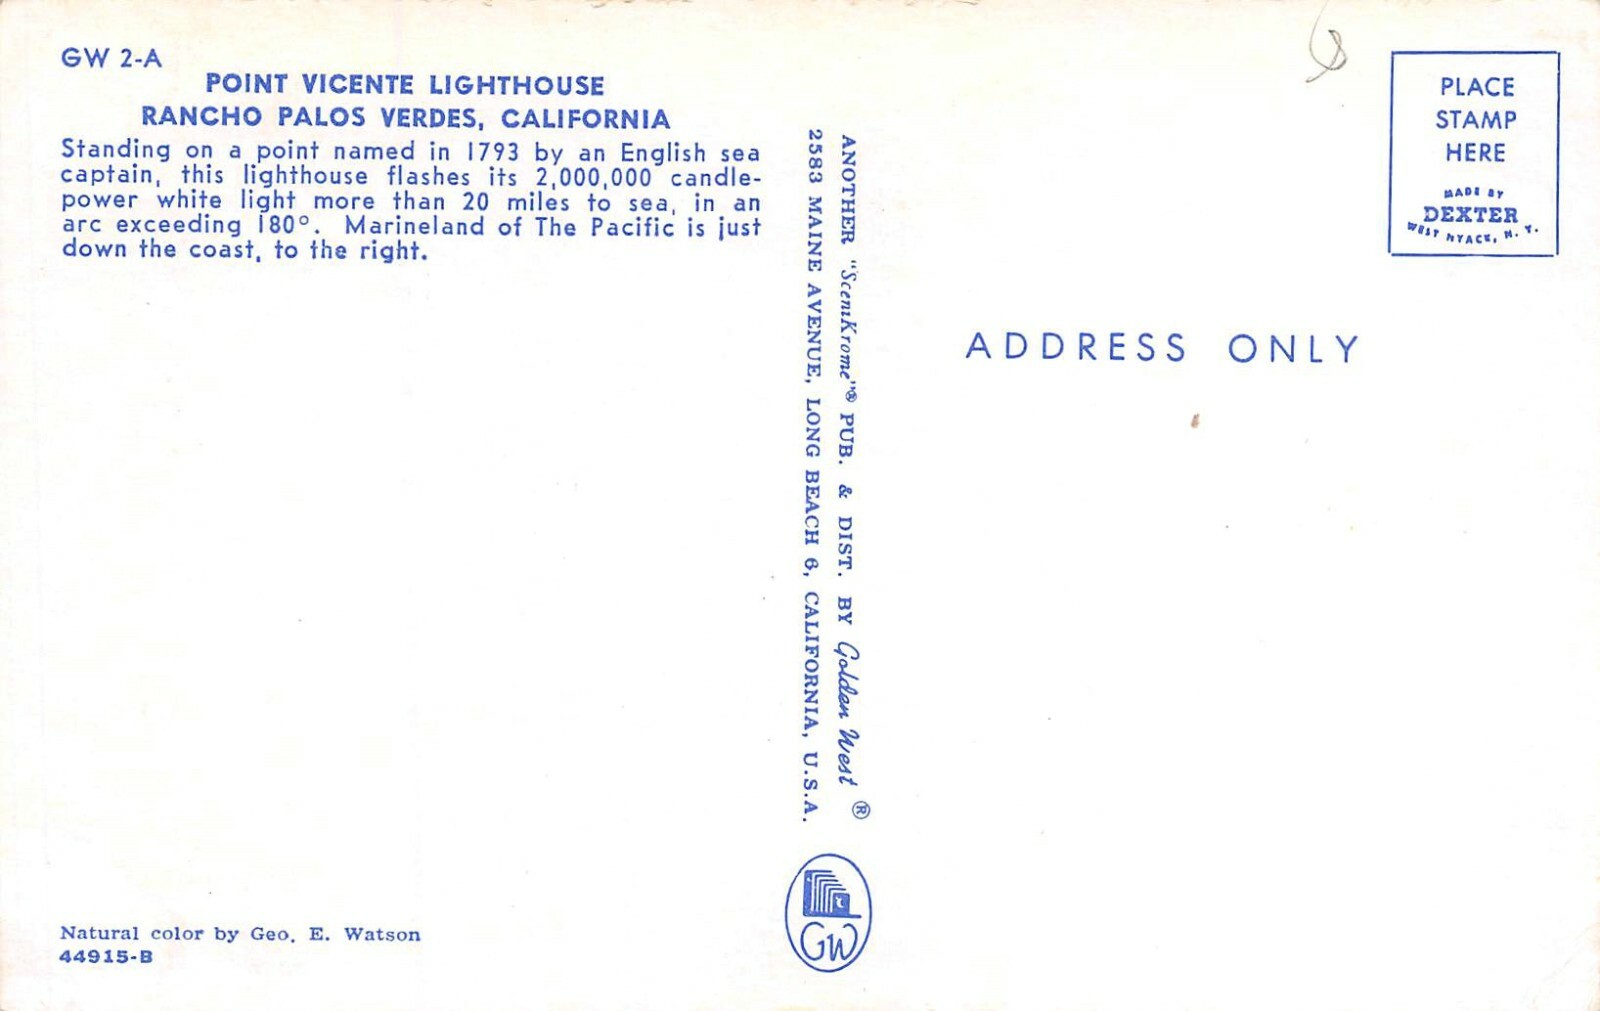 GW 2-A
POINT VICENTE LIGHTHOUSE
RANCHO PALOS VERDES, CALIFORNIA
Standing on a point named in 1793 by an English sea
captain, this lighthouse flashes its 2,000,000 candle-
power white light more than 20 miles to sea, in an
arc exceeding 180°. Marineland of The Pacific is just
down the coast, to the right.
Natural color by Geo. E. Watson
44915-B
ANOTHER "ScenKrome"® PUB. & DIST. BY Golden West ®
2583 MAINE AVENUE, LONG BEACH 6, CALIFORNIA, U.S.A.
GW
PLACE
STAMP
HERE
MADE BY
DEXTER
WEST NYACK, N. Y.
ADDRESS ONLY